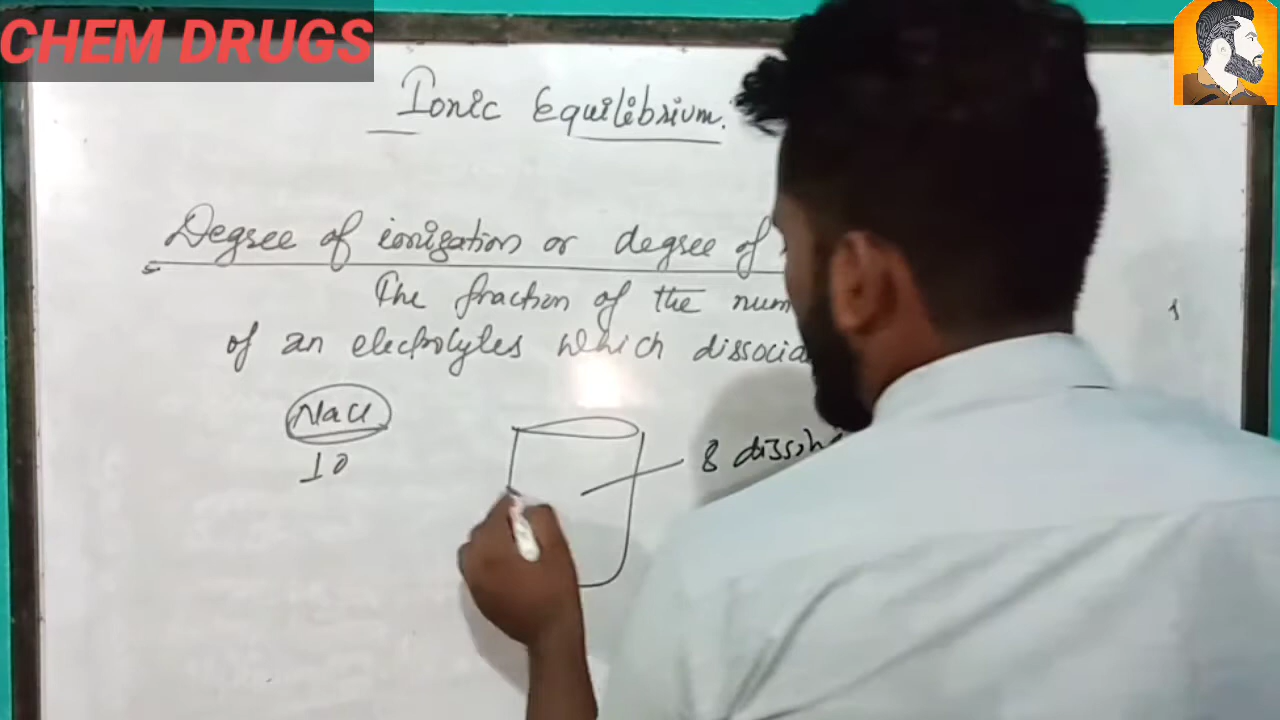 CHEM DRUGS
Ionic Equilibrium.
Degree of ionization or degree of
The fraction of the num
of an electrolytes which dissocia
NaCl
10
8 dissol